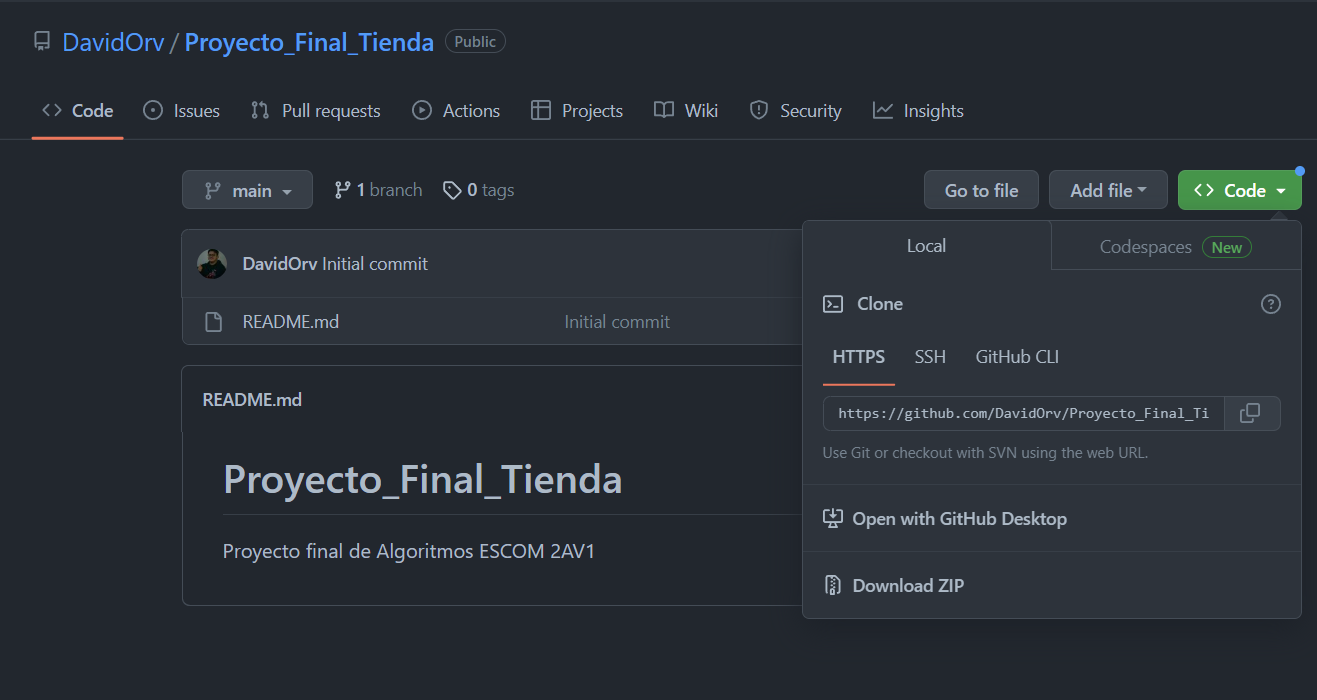 DavidOrv / Proyecto_Final_Tienda Public
Code Issues Pull requests Actions Projects Wiki Security Insights
main 1 branch 0 tags Go to file Add file Code
DavidOrv Initial commit
README.md Initial commit
README.md
Proyecto_Final_Tienda
Proyecto final de Algoritmos ESCOM 2AV1
Local Codespaces New
Clone
HTTPS SSH GitHub CLI
https://github.com/DavidOrv/Proyecto_Final_Ti
Use Git or checkout with SVN using the web URL.
Open with GitHub Desktop
Download ZIP